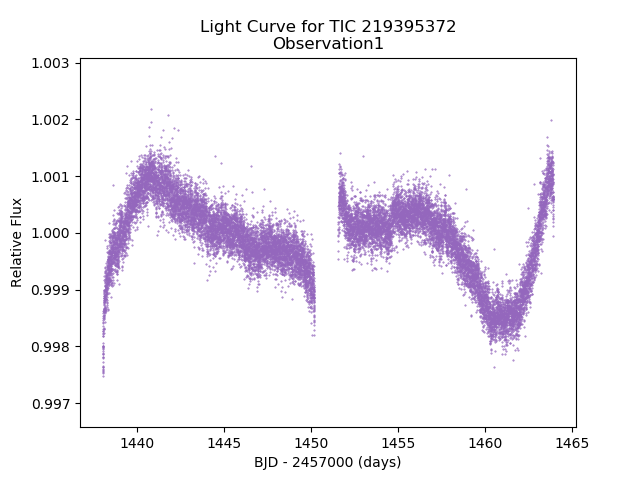 Light Curve for TIC 219395372
Observation1
1.003
1.002
1.001
1.000
0.999
0.998
0.997
Relative Flux
1440 1445 1450 1455 1460 1465
BJD - 2457000 (days)